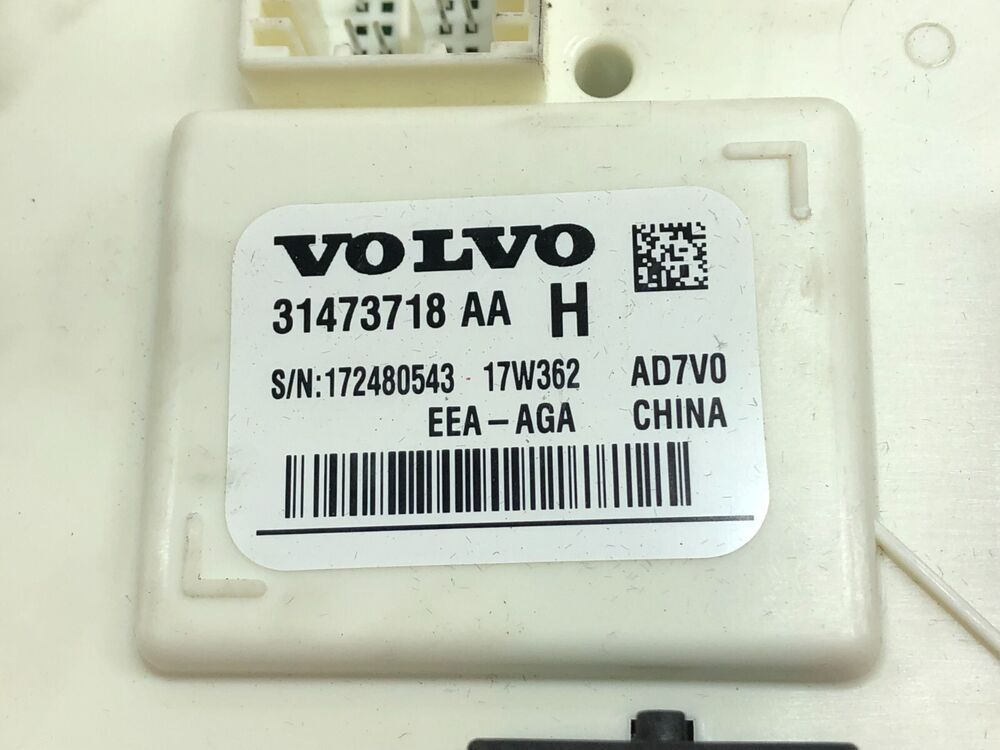 VOLVO
31473718 AA H
S/N:172480543 17W362 AD7V0
EEA-AGA CHINA